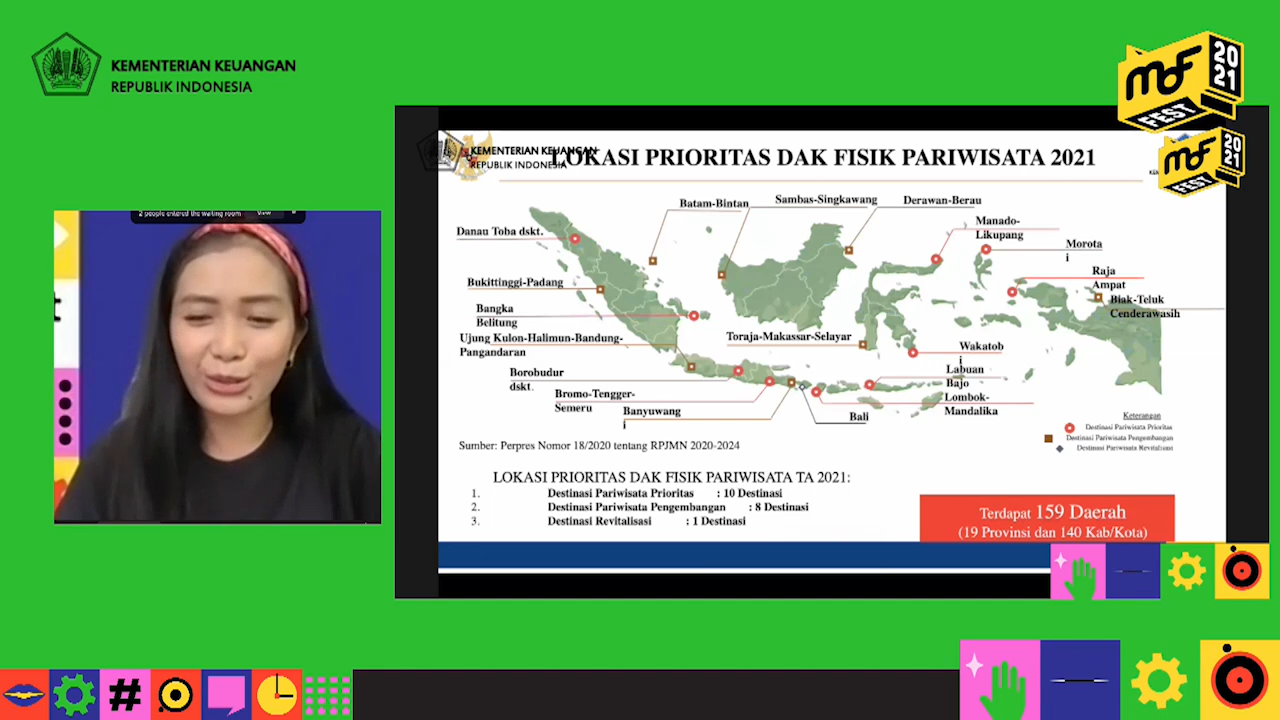 KEMENTERIAN KEUANGAN
REPUBLIK INDONESIA
mof
FEST
2021
2 people entered the waiting room
View
KEMENTERIAN KEUANGAN
REPUBLIK INDONESIA
LOKASI PRIORITAS DAK FISIK PARIWISATA 2021
mof
FEST
2021
Batam-Bintan
Sambas-Singkawang
Derawan-Berau
Danau Toba dskt.
Manado-
Likupang
Morota
i
Bukittinggi-Padang
Raja
Ampat
Biak-Teluk
Cenderawasih
Bangka
Belitung
Ujung Kulon-Halimun-Bandung-
Pangandaran
Toraja-Makassar-Selayar
Wakatob
i
Borobudur
dskt.
Labuan
Bajo
Bromo-Tengger-
Semeru
Lombok-
Mandalika
Banyuwang
i
Bali
Keterangan
Destinasi Pariwisata Prioritas
Destinasi Pariwisata Pengembangan
Destinasi Pariwisata Revitalisasi
Sumber: Perpres Nomor 18/2020 tentang RPJMN 2020-2024
LOKASI PRIORITAS DAK FISIK PARIWISATA TA 2021:
1. Destinasi Pariwisata Prioritas : 10 Destinasi
2. Destinasi Pariwisata Pengembangan : 8 Destinasi
3. Destinasi Revitalisasi : 1 Destinasi
Terdapat 159 Daerah
(19 Provinsi dan 140 Kab/Kota)
#